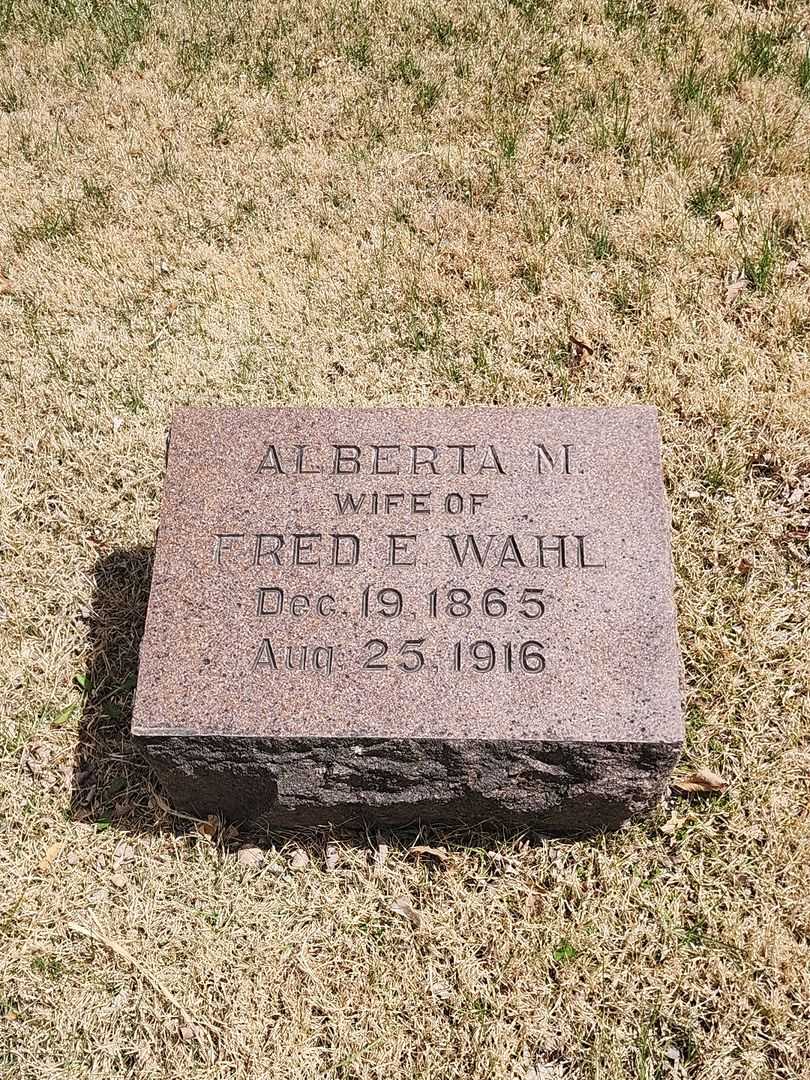 ALBERTA M.
WIFE OF
FRED E. WAHL
Dec. 19, 1865
Aug. 25, 1916